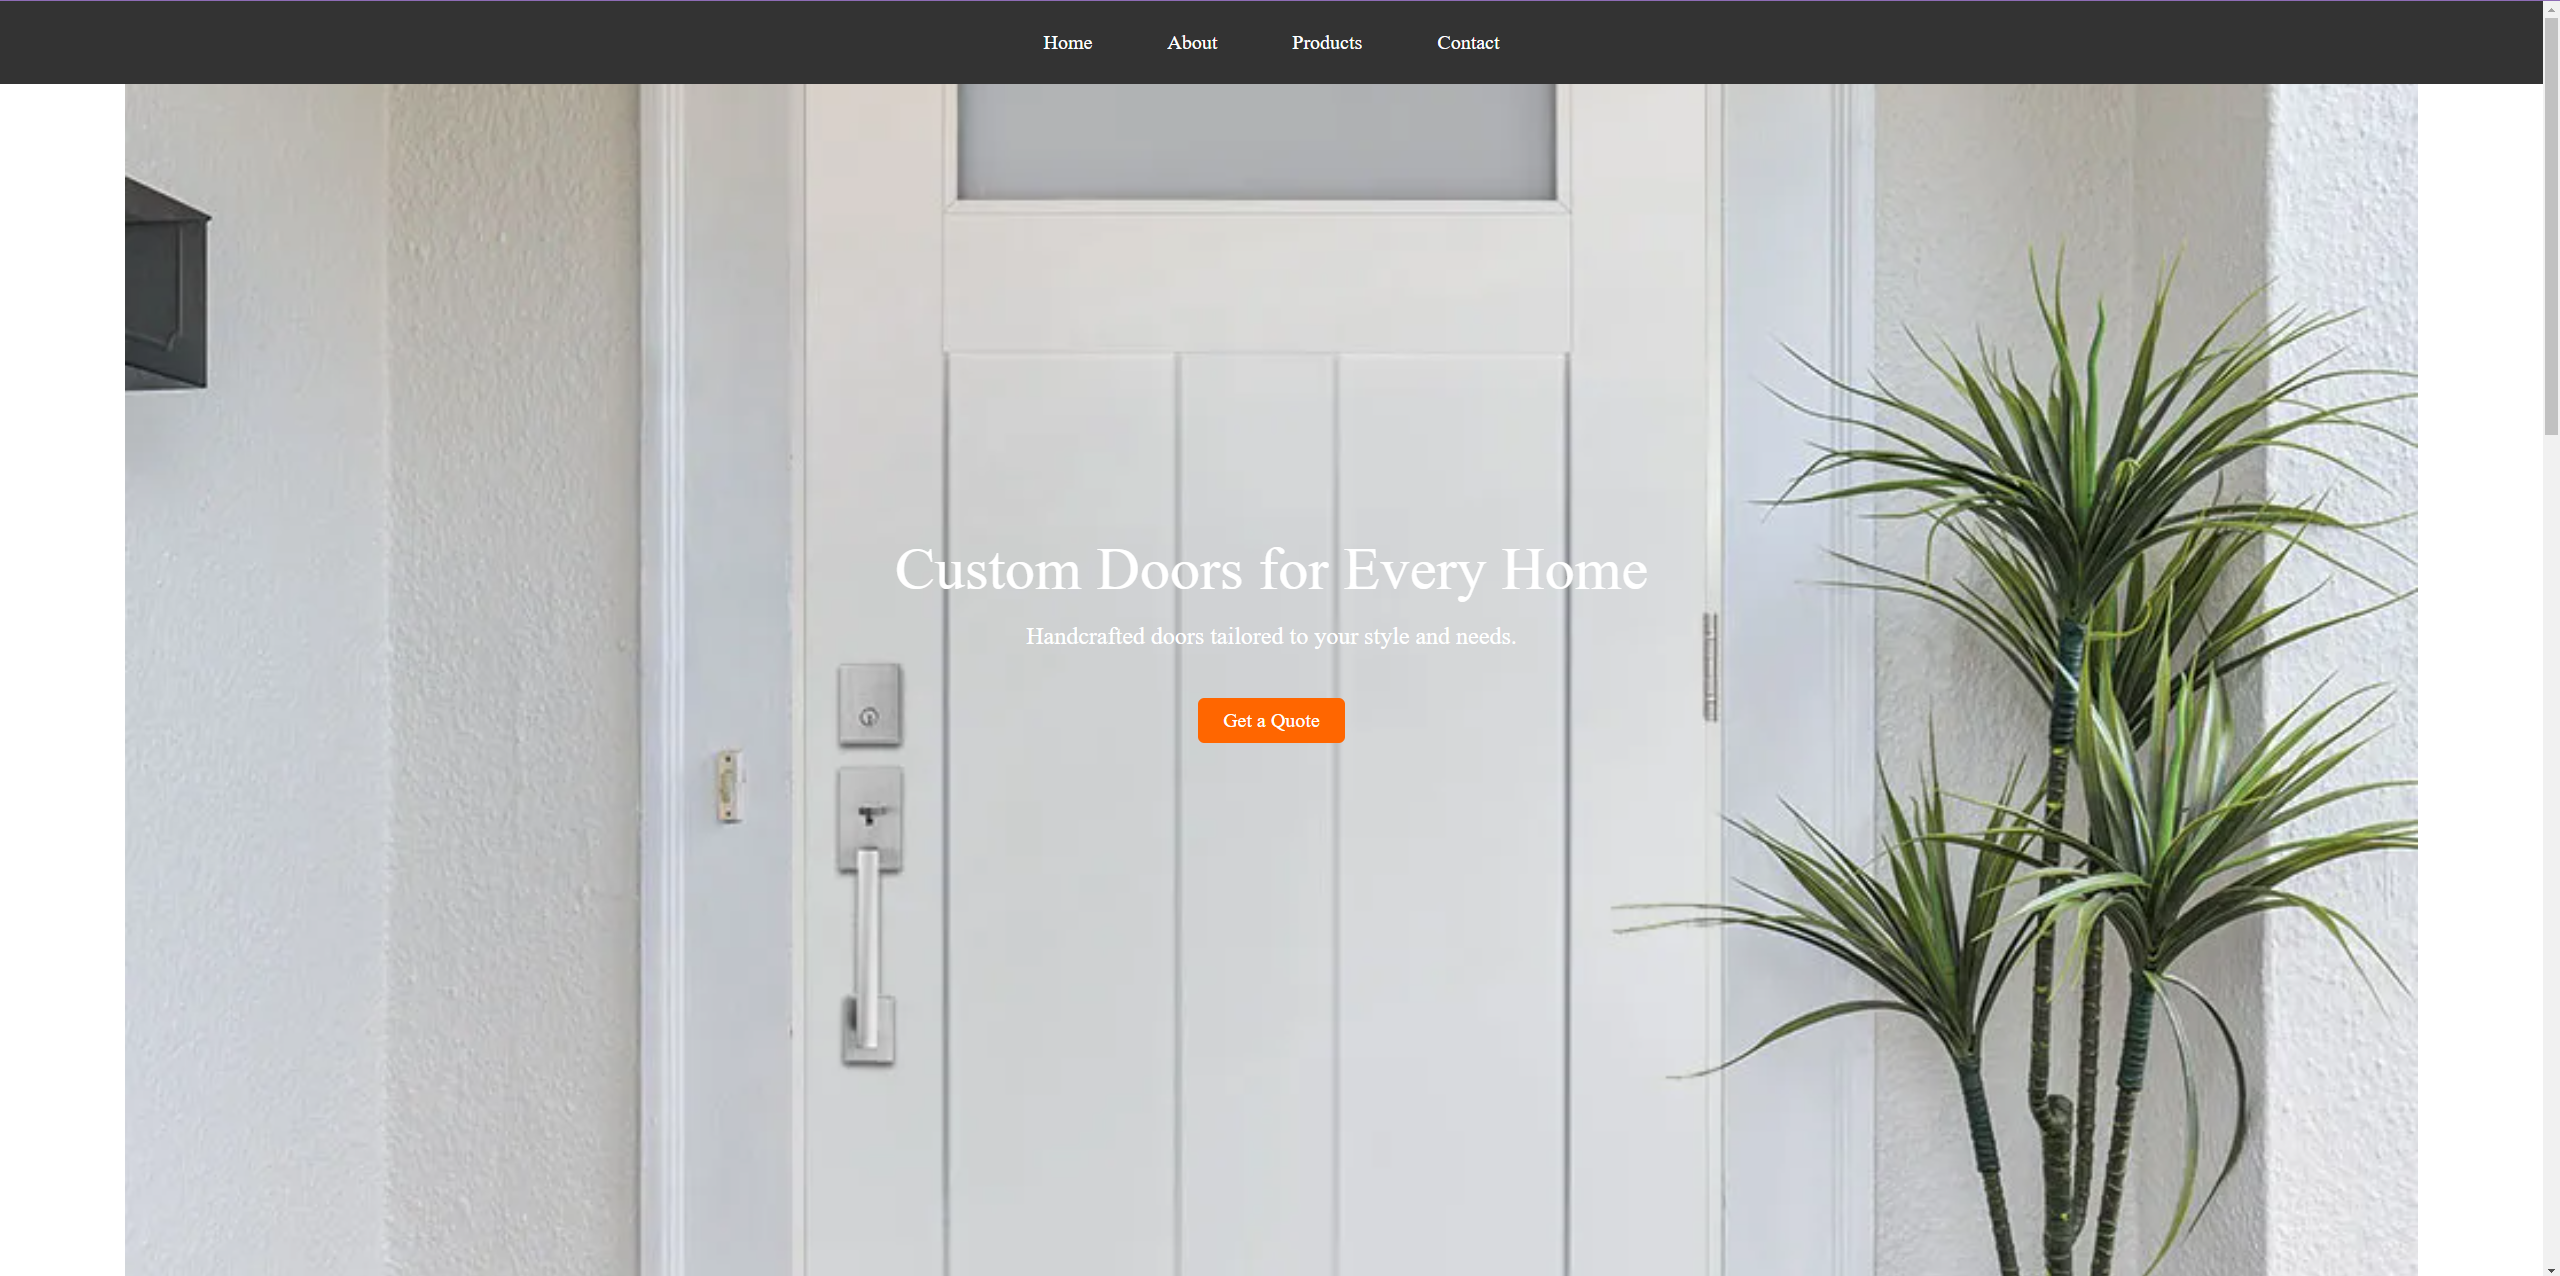 Home About Products Contact
Custom Doors for Every Home
Handcrafted doors tailored to your style and needs.
Get a Quote